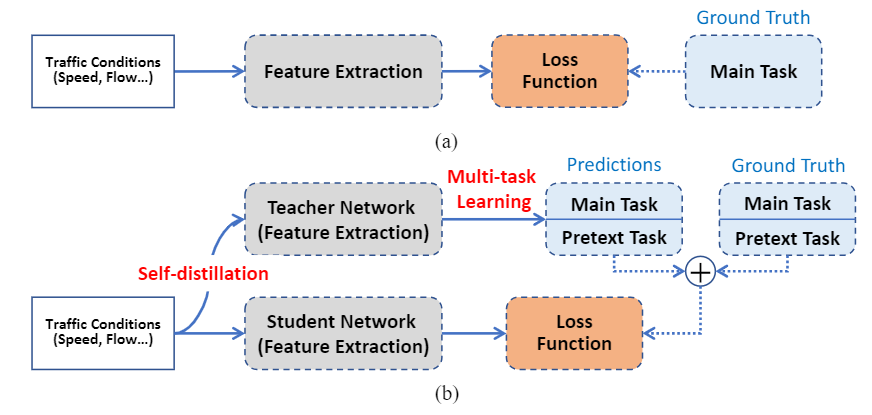 Ground Truth
Traffic Conditions
(Speed, Flow...)
Feature Extraction
Loss
Function
Main Task
(a)
Predictions
Ground Truth
Multi-task
Learning
Teacher Network
(Feature Extraction)
Main Task
Pretext Task
Main Task
Pretext Task
Self-distillation
Traffic Conditions
(Speed, Flow...)
Student Network
(Feature Extraction)
Loss
Function
(b)